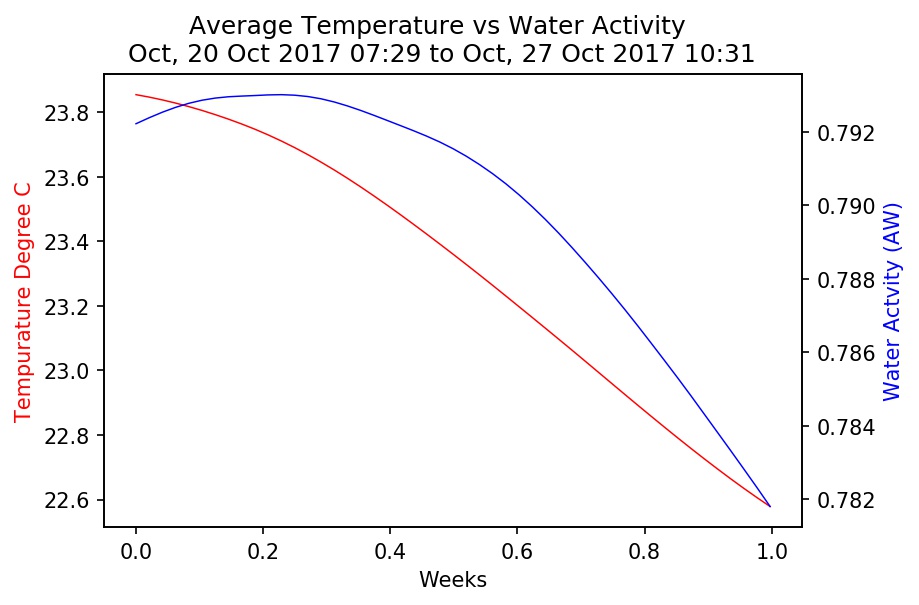 Average Temperature vs Water Activity
Oct, 20 Oct 2017 07:29 to Oct, 27 Oct 2017 10:31
Tempurature Degree C
23.8
23.6
23.4
23.2
23.0
22.8
22.6
0.792
0.790
0.788
0.786
0.784
0.782
Water Actvity (AW)
0.0 0.2 0.4 0.6 0.8 1.0
Weeks